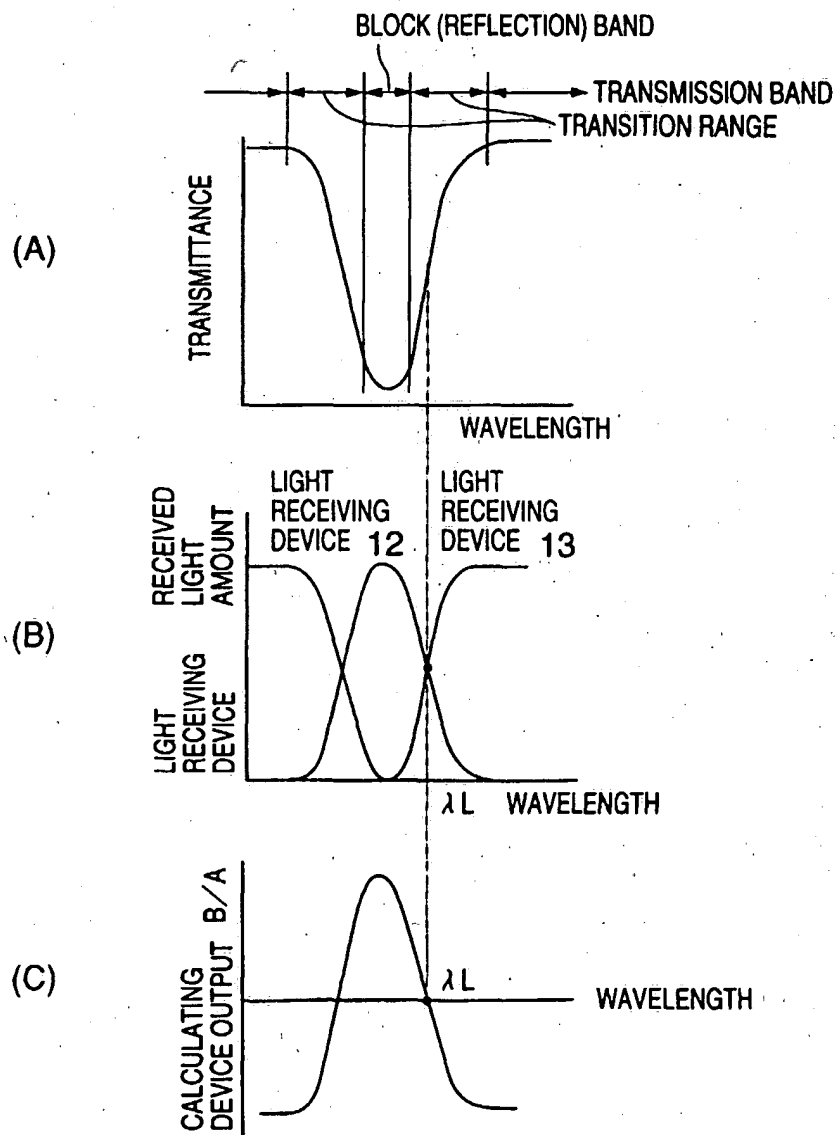 BLOCK (REFLECTION) BAND
TRANSMISSION BAND
TRANSITION RANGE
(A)
TRANSMITTANCE
WAVELENGTH
(B)
RECEIVED
LIGHT
AMOUNT
LIGHT
RECEIVING
DEVICE
LIGHT
RECEIVING
DEVICE 12
LIGHT
RECEIVING
DEVICE 13
λL
WAVELENGTH
(C)
CALCULATING
DEVICE OUTPUT B/A
λL
WAVELENGTH